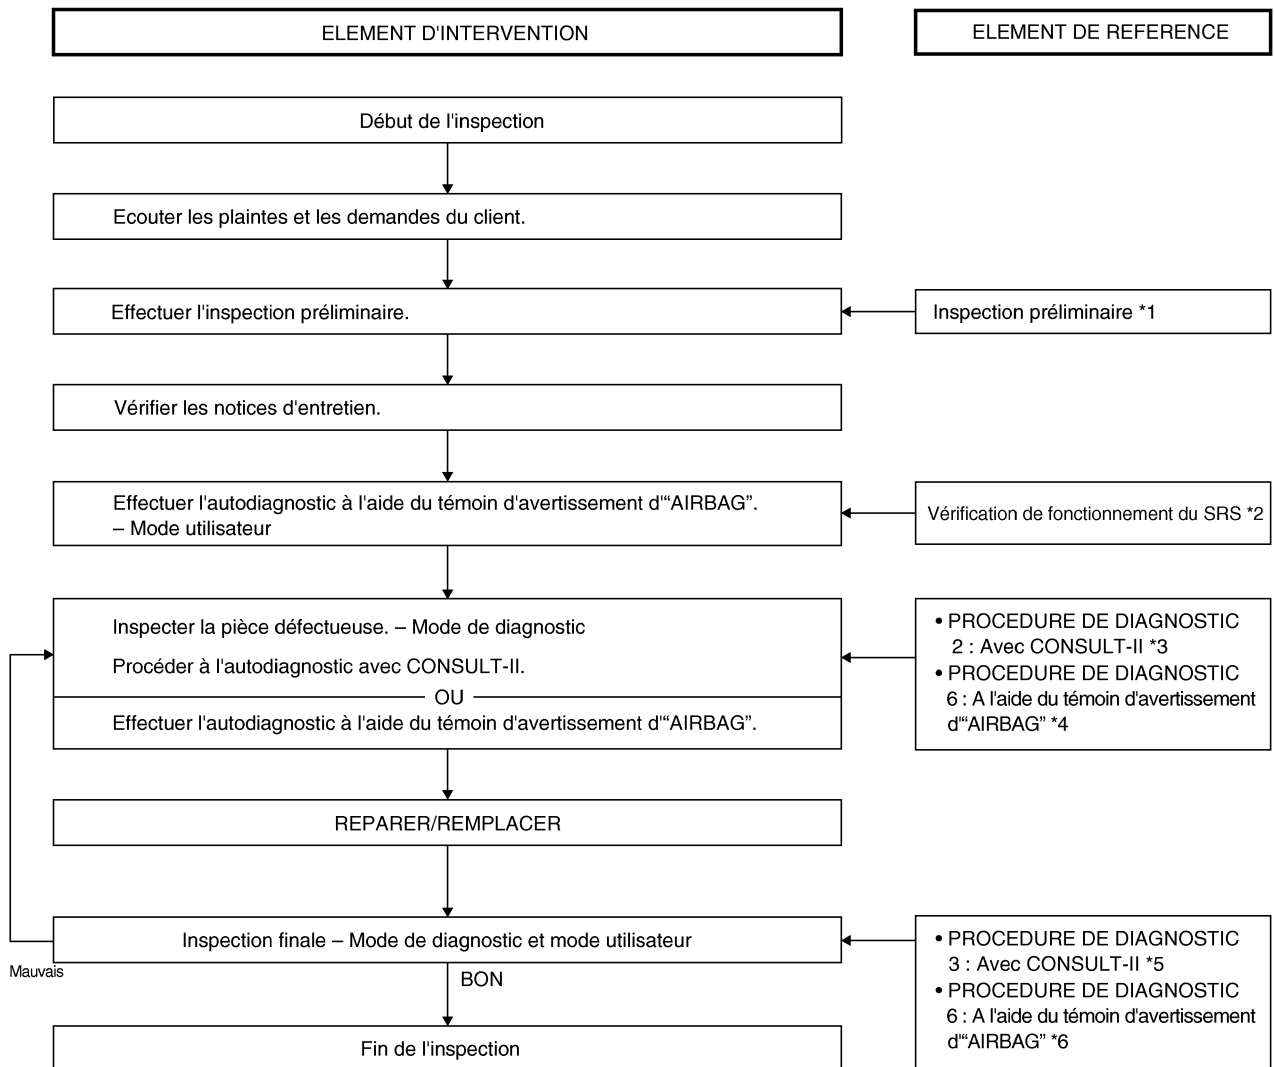 ELEMENT D'INTERVENTION
ELEMENT DE REFERENCE
Début de l'inspection
Ecouter les plaintes et les demandes du client.
Effectuer l'inspection préliminaire.
Inspection préliminaire *1
Vérifier les notices d'entretien.
Effectuer l'autodiagnostic à l'aide du témoin d'avertissement d'“AIRBAG”.
– Mode utilisateur
Vérification de fonctionnement du SRS *2
Inspecter la pièce défectueuse. – Mode de diagnostic
Procéder à l'autodiagnostic avec CONSULT-II.
OU
Effectuer l'autodiagnostic à l'aide du témoin d'avertissement d'“AIRBAG”.
• PROCEDURE DE DIAGNOSTIC
2 : Avec CONSULT-II *3
• PROCEDURE DE DIAGNOSTIC
6 : A l'aide du témoin d'avertissement
d'“AIRBAG” *4
REPARER/REMPLACER
Inspection finale – Mode de diagnostic et mode utilisateur
Mauvais
BON
• PROCEDURE DE DIAGNOSTIC
3 : Avec CONSULT-II *5
• PROCEDURE DE DIAGNOSTIC
6 : A l'aide du témoin d'avertissement
d'“AIRBAG” *6
Fin de l'inspection